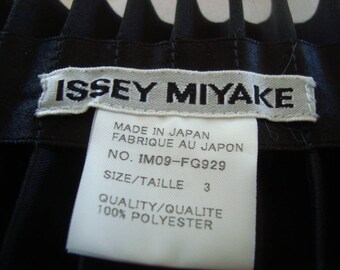 ISSEY MIYAKE
MADE IN JAPAN
FABRIQUE AU JAPON
NO. IM09-FG929
SIZE/TAILLE 3
QUALITY/QUALITE
100% POLYESTER